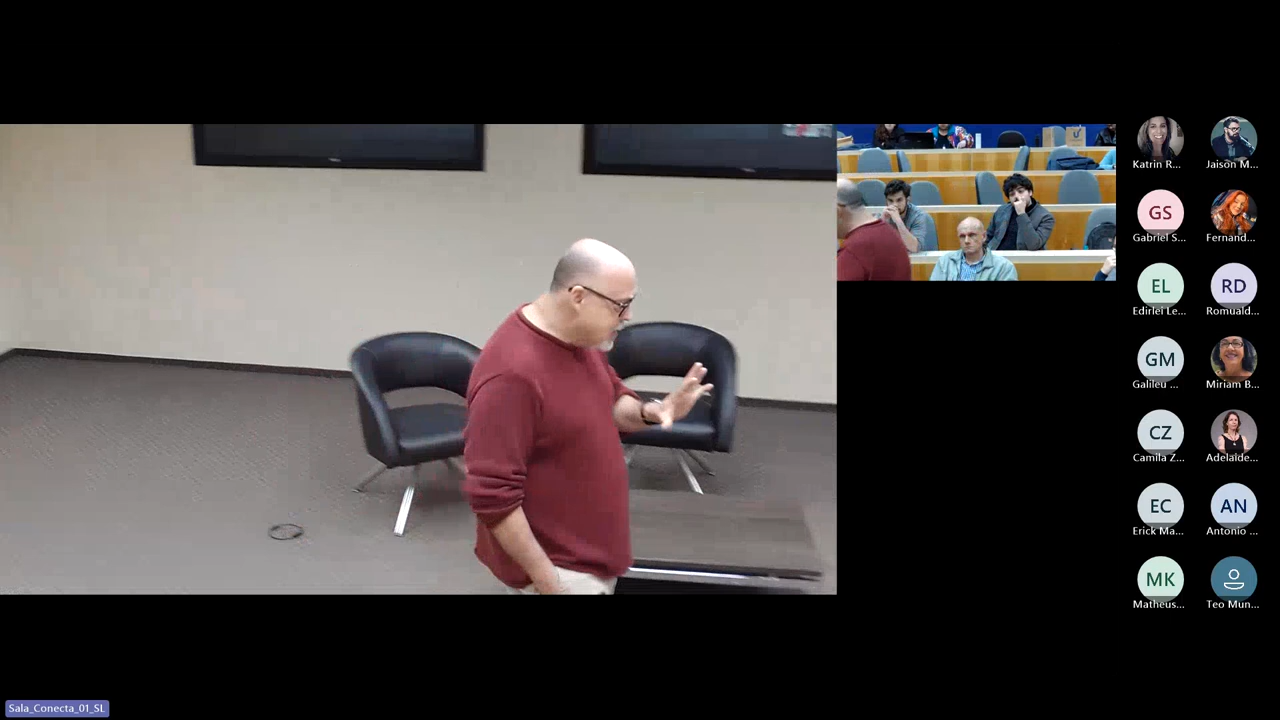 Katrin R...
Jaison M...
GS
Gabriel S...
Fernand...
EL
Edirlei Le...
RD
Romuald...
GM
Galileu ...
Miriam B...
CZ
Camila Z...
Adelaide...
EC
Erick Ma...
AN
Antonio ...
MK
Matheus...
Teo Mun...
Sala_Conecta_01_SL